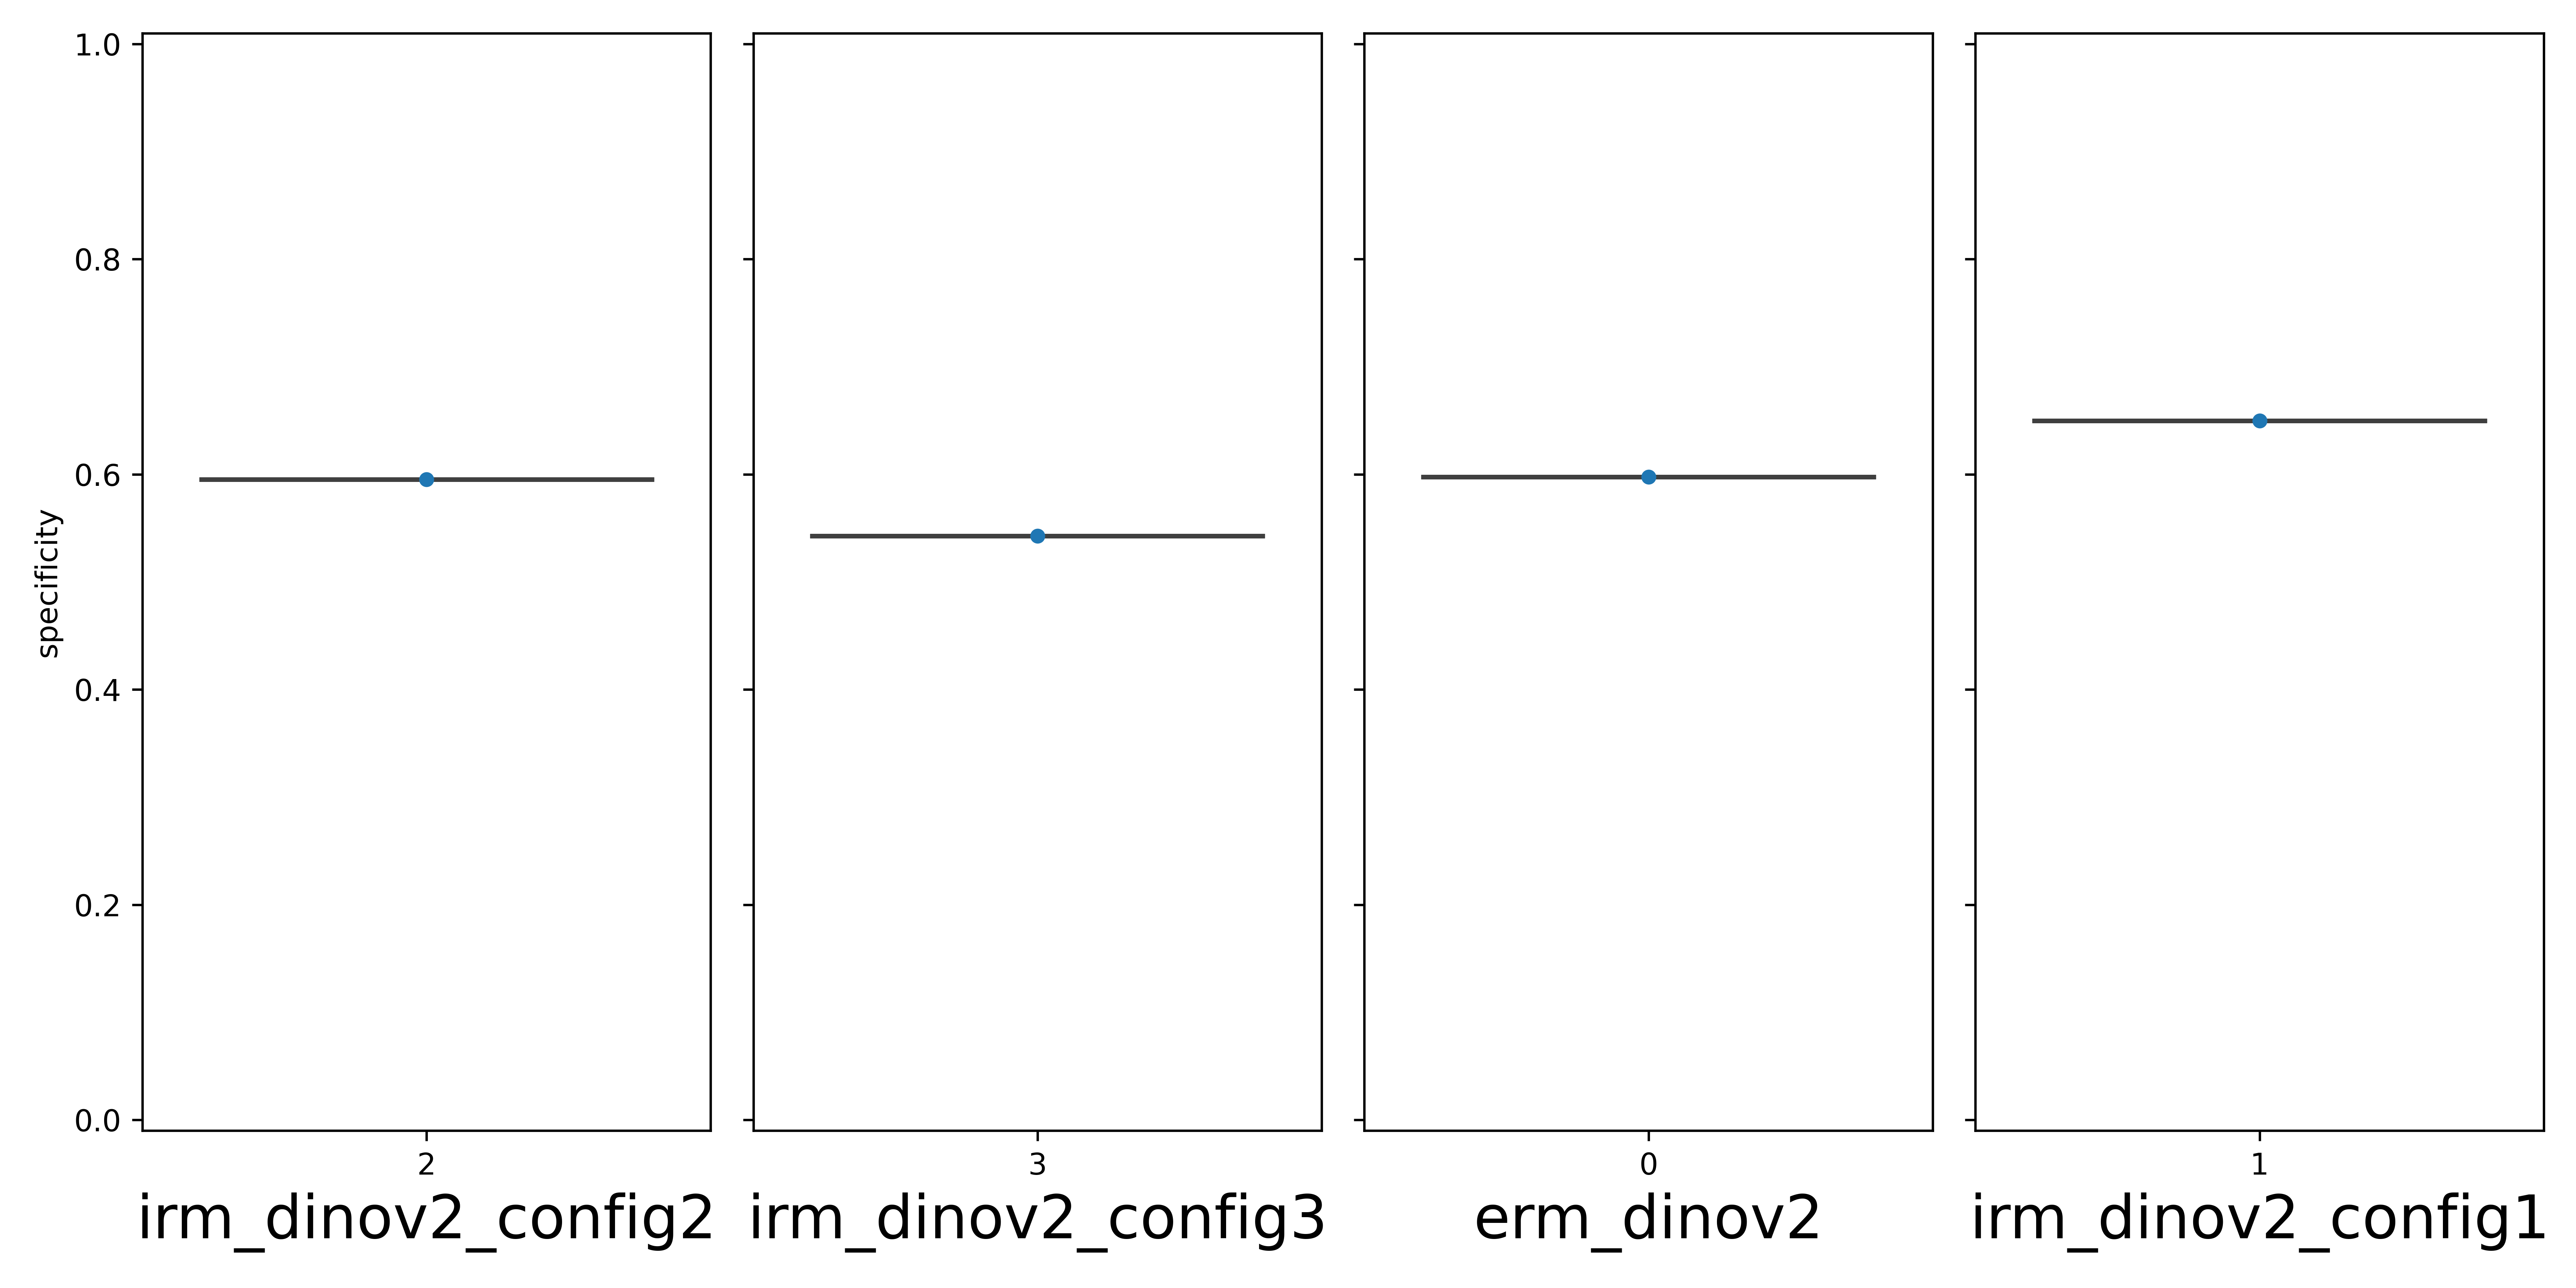 specificity
1.0
0.8
0.6
0.4
0.2
0.0
2
3
0
1
irm_dinov2_config2
irm_dinov2_config3
erm_dinov2
irm_dinov2_config1